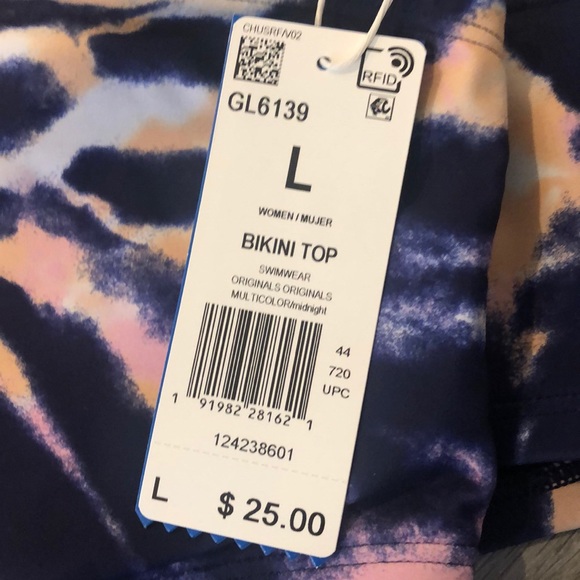 CHUSRF/V02
RFID
GL6139
L
WOMEN / MUJER
BIKINI TOP
SWIMWEAR
ORIGINALS ORIGINALS
MULTICOLOR/midnight
44
720
UPC
1 91982 28162 1
124238601
L $ 25.00